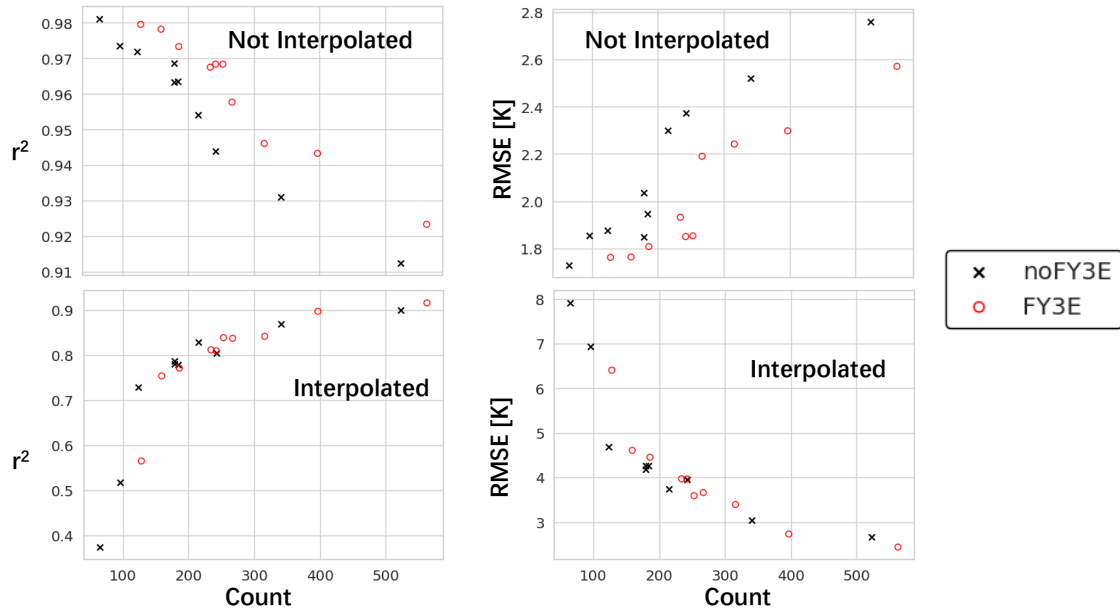 0.98
0.97
0.96
0.95
0.94
0.93
0.92
0.91
r²
Not Interpolated
2.8
2.6
2.4
2.2
2.0
1.8
RMSE [K]
Not Interpolated
noFY3E
FY3E
0.9
0.8
0.7
0.6
0.5
0.4
r²
Interpolated
100 200 300 400 500
Count
8
7
6
5
4
3
RMSE [K]
Interpolated
100 200 300 400 500
Count